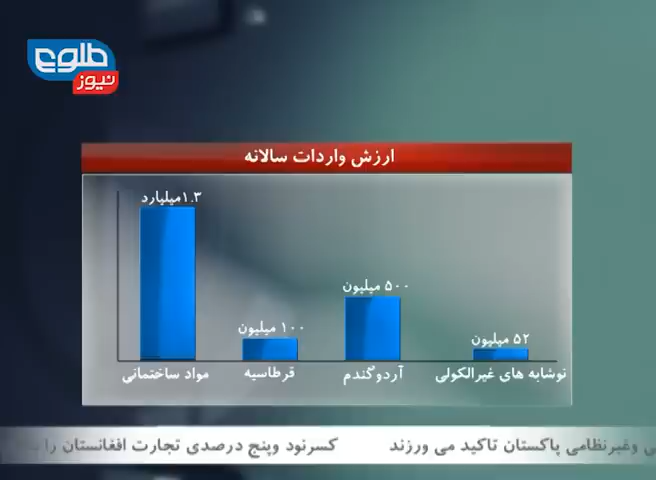 طلوع
نیوز
ارزش واردات سالانه
۱.۳میلیارد
۱۰۰ میلیون
۵۰۰ میلیون
۵۲ میلیون
مواد ساختمانی
قرطاسیه
آردوگندم
نوشابه های غیرالکولی
وغیرنظامی پاکستان تاکید می ورزند
کسرنود وپنج درصدی تجارت افغانستان را